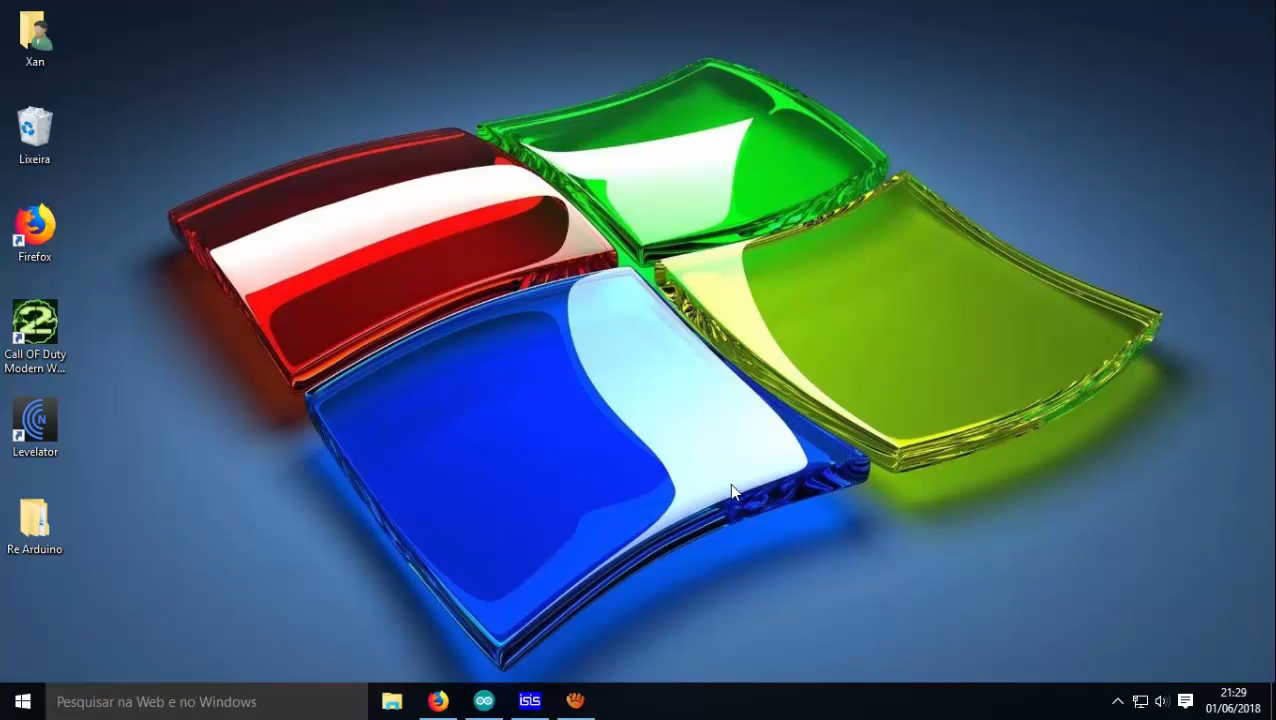 Xan
Lixeira
Firefox
2
Call OF Duty
Modern W...
N
Levelator
Re Arduino
Pesquisar na Web e no Windows
isis
21:29
01/06/2018